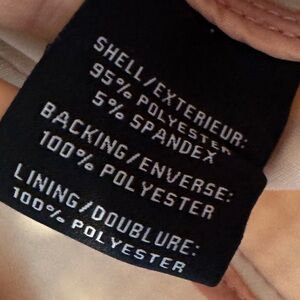 SHELL/EXTERIEUR:
95% POLYESTER
5% SPANDEX
BACKING/ENVERSE:
100% POLYESTER
LINING/DOUBLURE:
100% POLYESTER